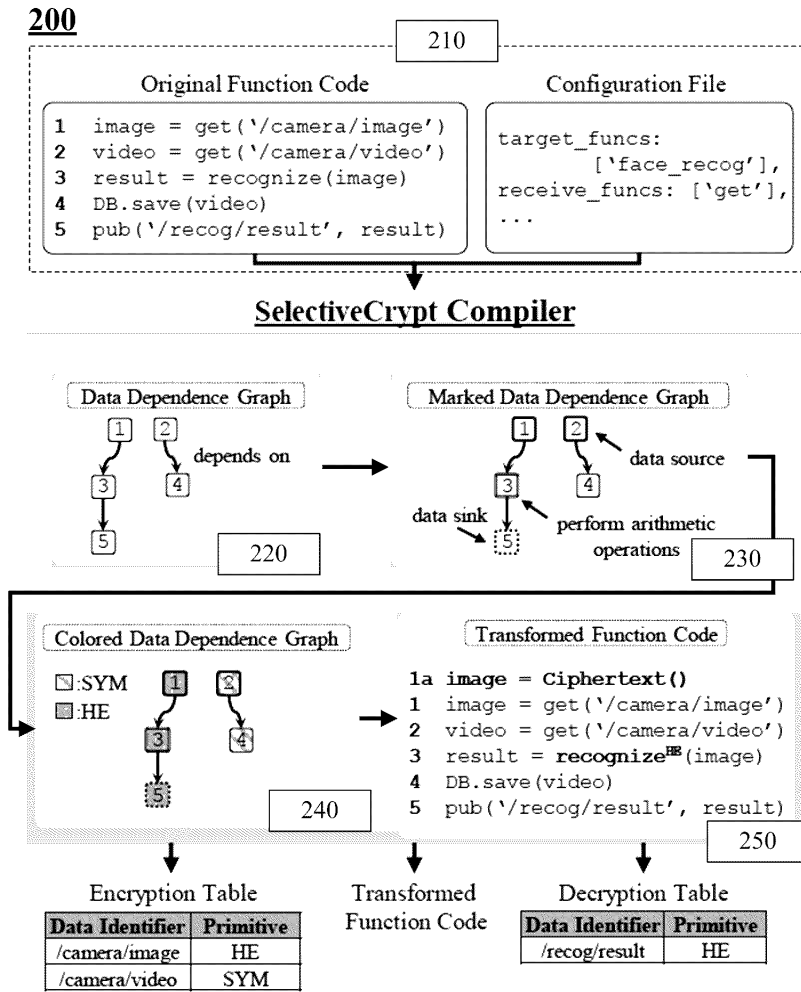 200
210
Original Function Code
1 image = get('/camera/image')
2 video = get('/camera/video')
3 result = recognize(image)
4 DB.save(video)
5 pub('/recog/result', result)
Configuration File
target_funcs:
['face_recog'],
receive_funcs: ['get'],
...
SelectiveCrypt Compiler
Data Dependence Graph
1 2
depends on
3 4
5
220
Marked Data Dependence Graph
1 2
data source
3 4
data sink
perform arithmetic
operations
5
230
Colored Data Dependence Graph
:SYM
:HE
1 2
3 4
5
240
Transformed Function Code
1a image = Ciphertext()
1 image = get('/camera/image')
2 video = get('/camera/video')
3 result = recognizeᴴᴱ(image)
4 DB.save(video)
5 pub('/recog/result', result)
250
Encryption Table
Data Identifier Primitive
/camera/image HE
/camera/video SYM
Transformed
Function Code
Decryption Table
Data Identifier Primitive
/recog/result HE